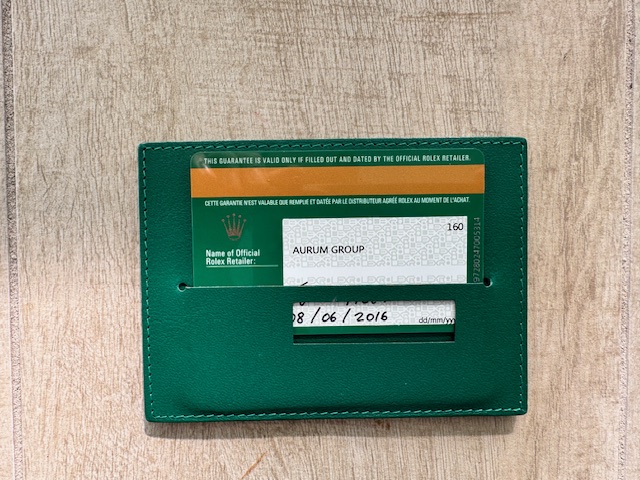 THIS GUARANTEE IS VALID ONLY IF FILLED OUT AND DATED BY THE OFFICIAL ROLEX RETAILER.
CETTE GARANTIE N'EST VALABLE QUE REMPLIE ET DATÉE PAR LE DISTRIBUTEUR AGRÉÉ ROLEX AU MOMENT DE L'ACHAT.
160
AURUM GROUP
Name of Official
Rolex Retailer:
08/06/2016 dd/mm/yy